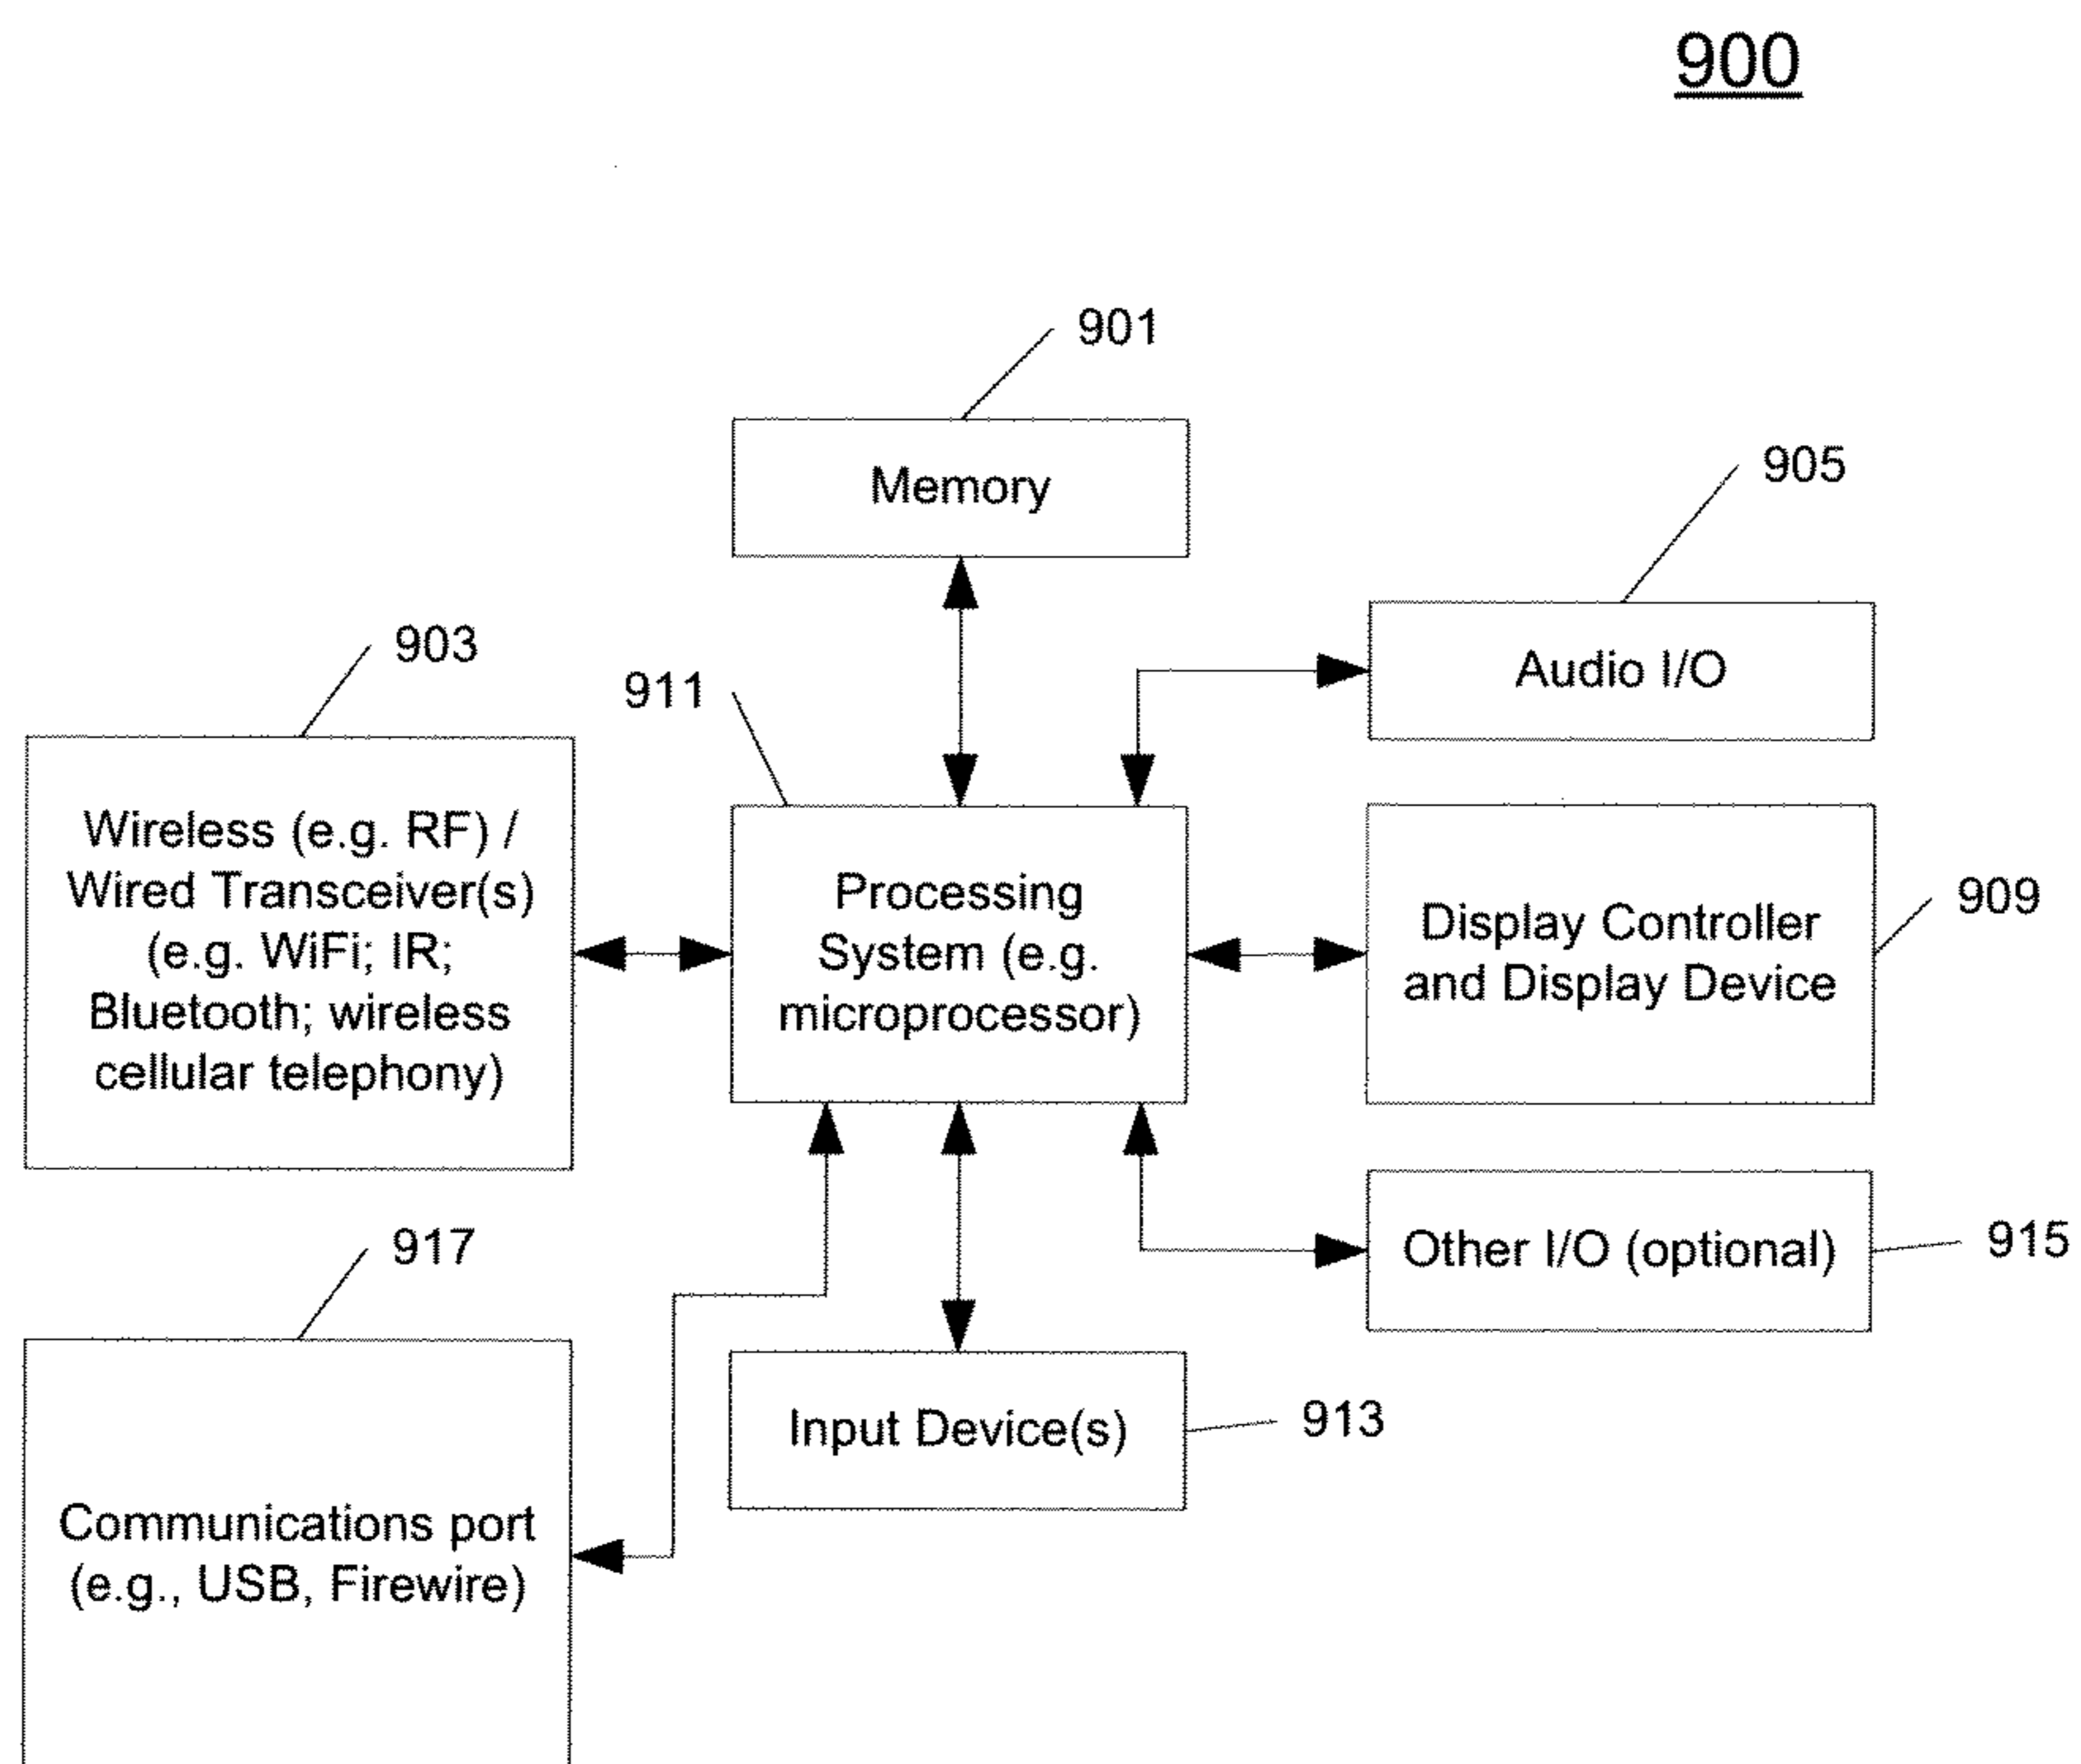 900
901
Memory
905
Audio I/O
903
911
Wireless (e.g. RF) /
Wired Transceiver(s)
(e.g. WiFi; IR;
Bluetooth; wireless
cellular telephony)
Processing
System (e.g.
microprocessor)
Display Controller
and Display Device
909
917
Other I/O (optional)
915
Input Device(s)
913
Communications port
(e.g., USB, Firewire)